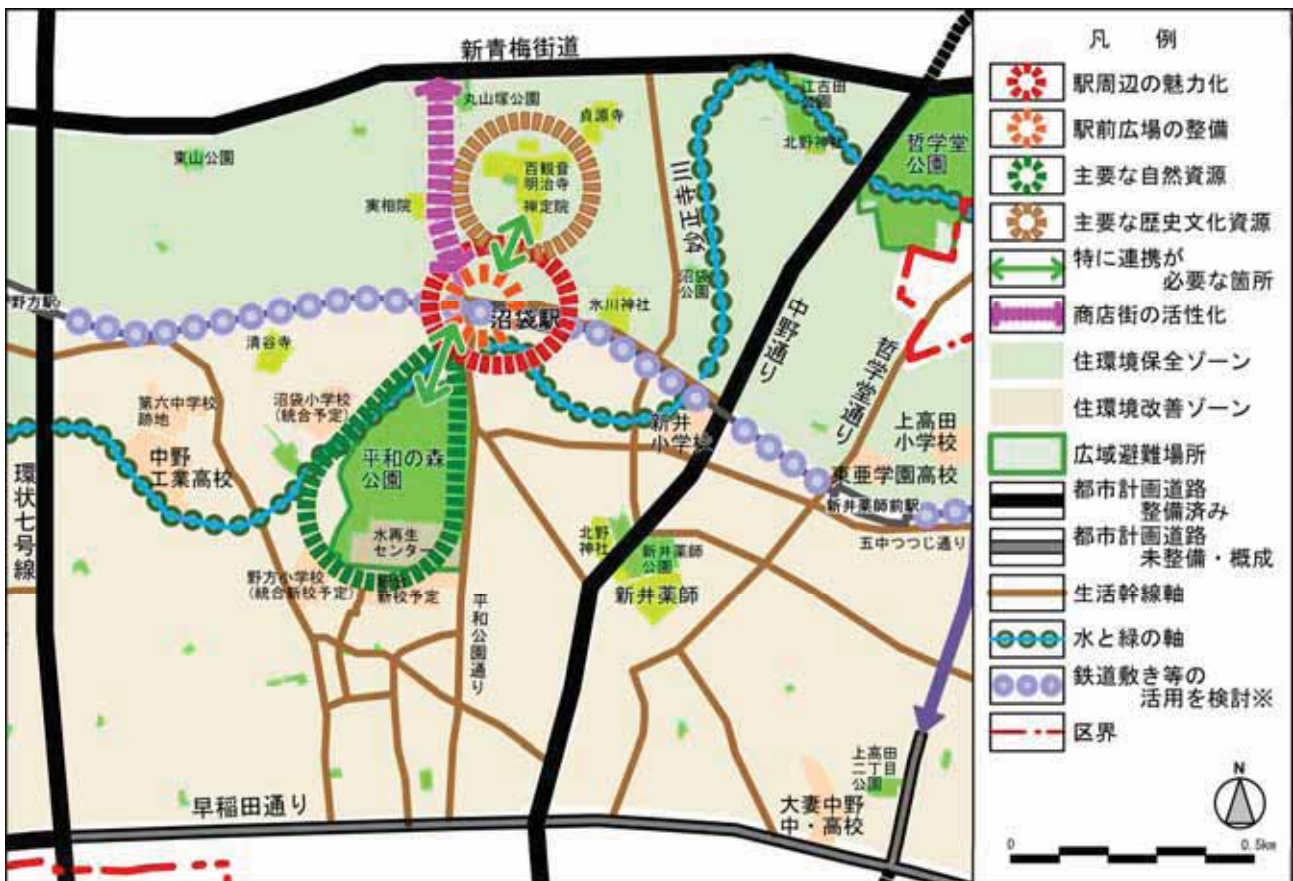 新青梅街道
丸山塚公園
貞源寺
江古田
公園
北野神社
哲学堂
公園
東山公園
百観音
明治寺
禅定院
実相院
妙正寺川
沼袋
公園
中野通り
野方駅
沼袋駅
氷川神社
清谷寺
哲学堂通り
第六中学校
跡地
沼袋小学校
(統合予定)
新井
小学校
上高田
小学校
中野
工業高校
平和の森
公園
東亜学園高校
新井薬師前駅
環状七号線
水再生
センター
北野
神社
新井薬師
公園
五中つつじ通り
野方小学校
(統合新校予定)
新校予定
新井薬師
平和公園通り
上高田
二丁目
公園
早稲田通り
大妻中野
中・高校
凡 例
駅周辺の魅力化
駅前広場の整備
主要な自然資源
主要な歴史文化資源
特に連携が
必要な箇所
商店街の活性化
住環境保全ゾーン
住環境改善ゾーン
広域避難場所
都市計画道路
整備済み
都市計画道路
未整備・概成
生活幹線軸
水と緑の軸
鉄道敷き等の
活用を検討※
区界
N
0 0.5km